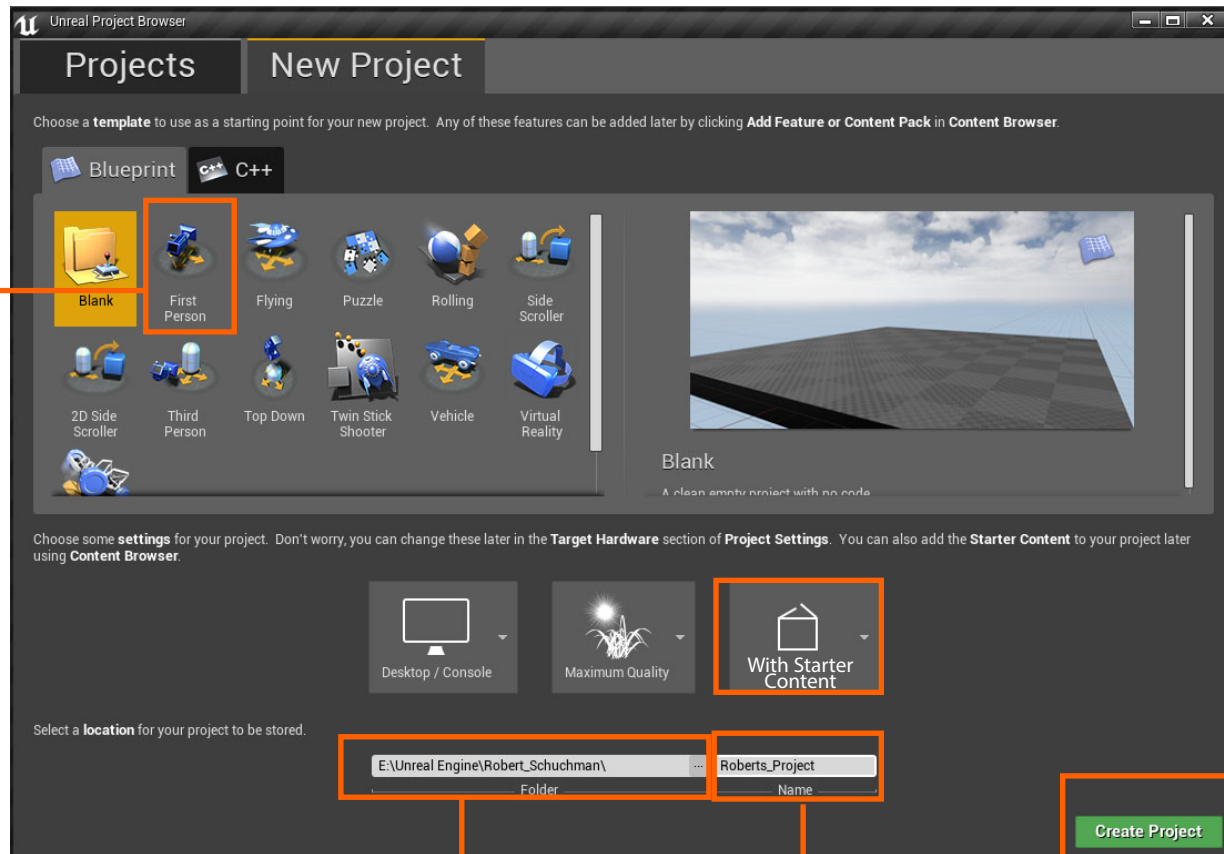 Unreal Project Browser
Projects
New Project
Choose a template to use as a starting point for your new project. Any of these features can be added later by clicking Add Feature or Content Pack in Content Browser.
Blueprint
C++
C++
Blank
First
Person
Flying
Puzzle
Rolling
Side
Scroller
2D Side
Scroller
Third
Person
Top Down
Twin Stick
Shooter
Vehicle
Virtual
Reality
Blank
A clean empty project with no code
Choose some settings for your project. Don't worry, you can change these later in the Target Hardware section of Project Settings. You can also add the Starter Content to your project later
using Content Browser.
Desktop / Console
Maximum Quality
With Starter
Content
Select a location for your project to be stored.
E:\Unreal Engine\Robert_Schuchman\
...
Roberts_Project
Folder
Name
Create Project